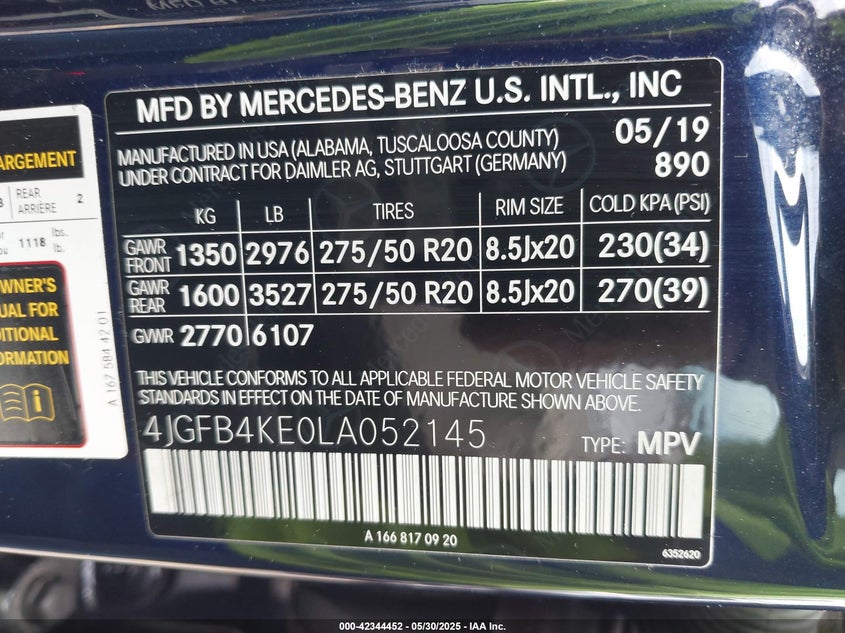 MFD BY MERCEDES-BENZ U.S. INTL., INC
MANUFACTURED IN USA (ALABAMA, TUSCALOOSA COUNTY) 05/19
UNDER CONTRACT FOR DAIMLER AG, STUTTGART (GERMANY) 890
KG LB TIRES RIM SIZE COLD KPA (PSI)
GAWR FRONT 1350 2976 275/50 R20 8.5Jx20 230(34)
GAWR REAR 1600 3527 275/50 R20 8.5Jx20 270(39)
GVWR 2770 6107
THIS VEHICLE CONFORMS TO ALL APPLICABLE FEDERAL MOTOR VEHICLE SAFETY
STANDARDS IN EFFECT ON THE DATE OF MANUFACTURE SHOWN ABOVE.
4JGFB4KE0LA052145 TYPE: MPV
A 166 817 09 20
6352620
ARGEMENT
REAR
ARRIÈRE 2
1118 lbs.
lb.
WNER'S
UAL FOR
DITIONAL
ORMATION
A 167 584 42 01
000-42344452 - 05/30/2025 - IAA Inc.